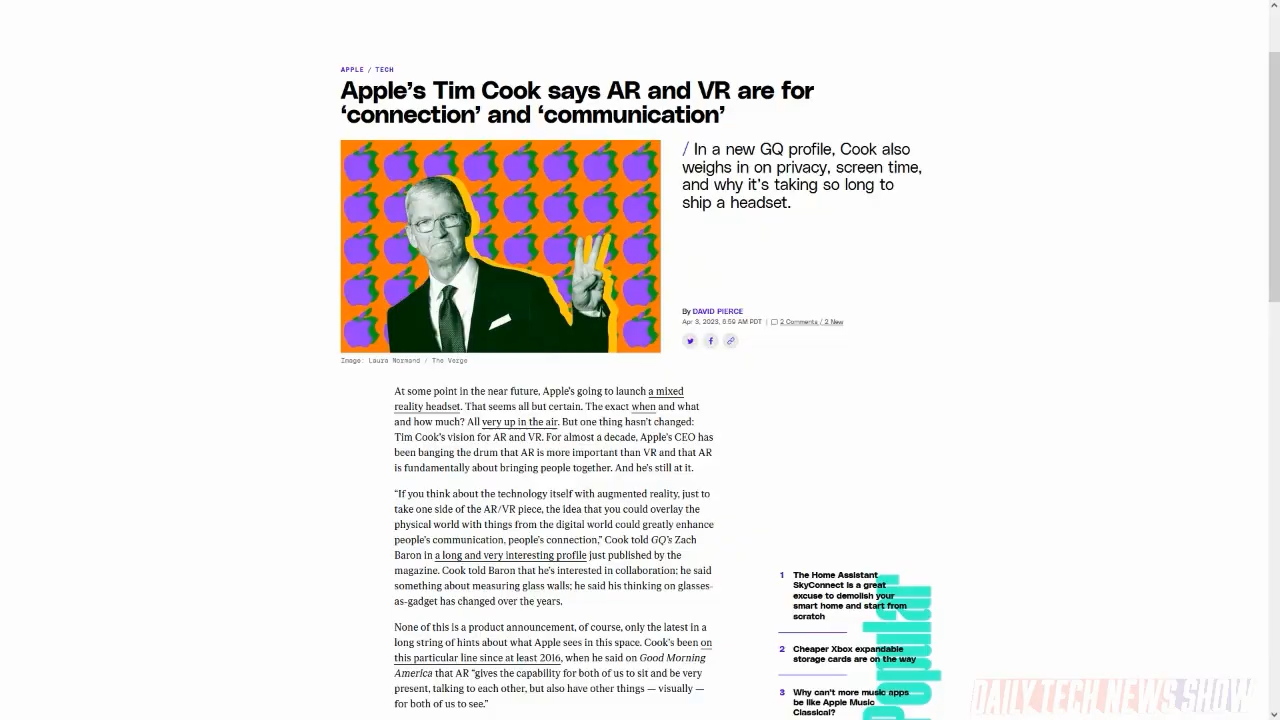 APPLE / TECH
Apple's Tim Cook says AR and VR are for
'connection' and 'communication'
/ In a new GQ profile, Cook also
weighs in on privacy, screen time,
and why it's taking so long to
ship a headset.
By DAVID PIERCE
Apr 3, 2023, 6:59 AM PDT | 2 Comments / 2 New
Image: Laura Normand / The Verge
At some point in the near future, Apple's going to launch a mixed
reality headset. That seems all but certain. The exact when and what
and how much? All very up in the air. But one thing hasn't changed:
Tim Cook's vision for AR and VR. For almost a decade, Apple's CEO has
been banging the drum that AR is more important than VR and that AR
is fundamentally about bringing people together. And he's still at it.
"If you think about the technology itself with augmented reality, just to
take one side of the AR/VR piece, the idea that you could overlay the
physical world with things from the digital world could greatly enhance
people's communication, people's connection," Cook told GQ's Zach
Baron in a long and very interesting profile just published by the
magazine. Cook told Baron that he's interested in collaboration; he said
something about measuring glass walls; he said his thinking on glasses-
as-gadget has changed over the years.
None of this is a product announcement, of course, only the latest in a
long string of hints about what Apple sees in this space. Cook's been on
this particular line since at least 2016, when he said on Good Morning
America that AR "gives the capability for both of us to sit and be very
present, talking to each other, but also have other things — visually —
for both of us to see."
Popular
1 The Home Assistant
SkyConnect is a great
excuse to demolish your
smart home and start from
scratch
2 Cheaper Xbox expandable
storage cards are on the way
3 Why can't more music apps
be like Apple Music
Classical?
DAILY TECH NEWS SHOW